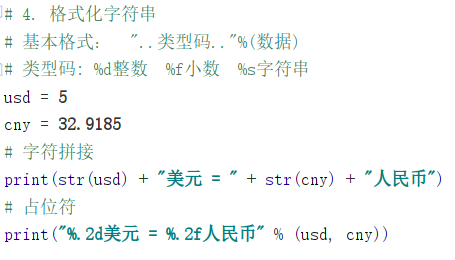 # 4. 格式化字符串
# 基本格式:  "..类型码.."%(数据)
# 类型码: %d整数  %f小数  %s字符串
usd = 5
cny = 32.9185
# 字符拼接
print(str(usd) + "美元 = " + str(cny) + "人民币")
# 占位符
print("%.2d美元 = %.2f人民币" % (usd, cny))